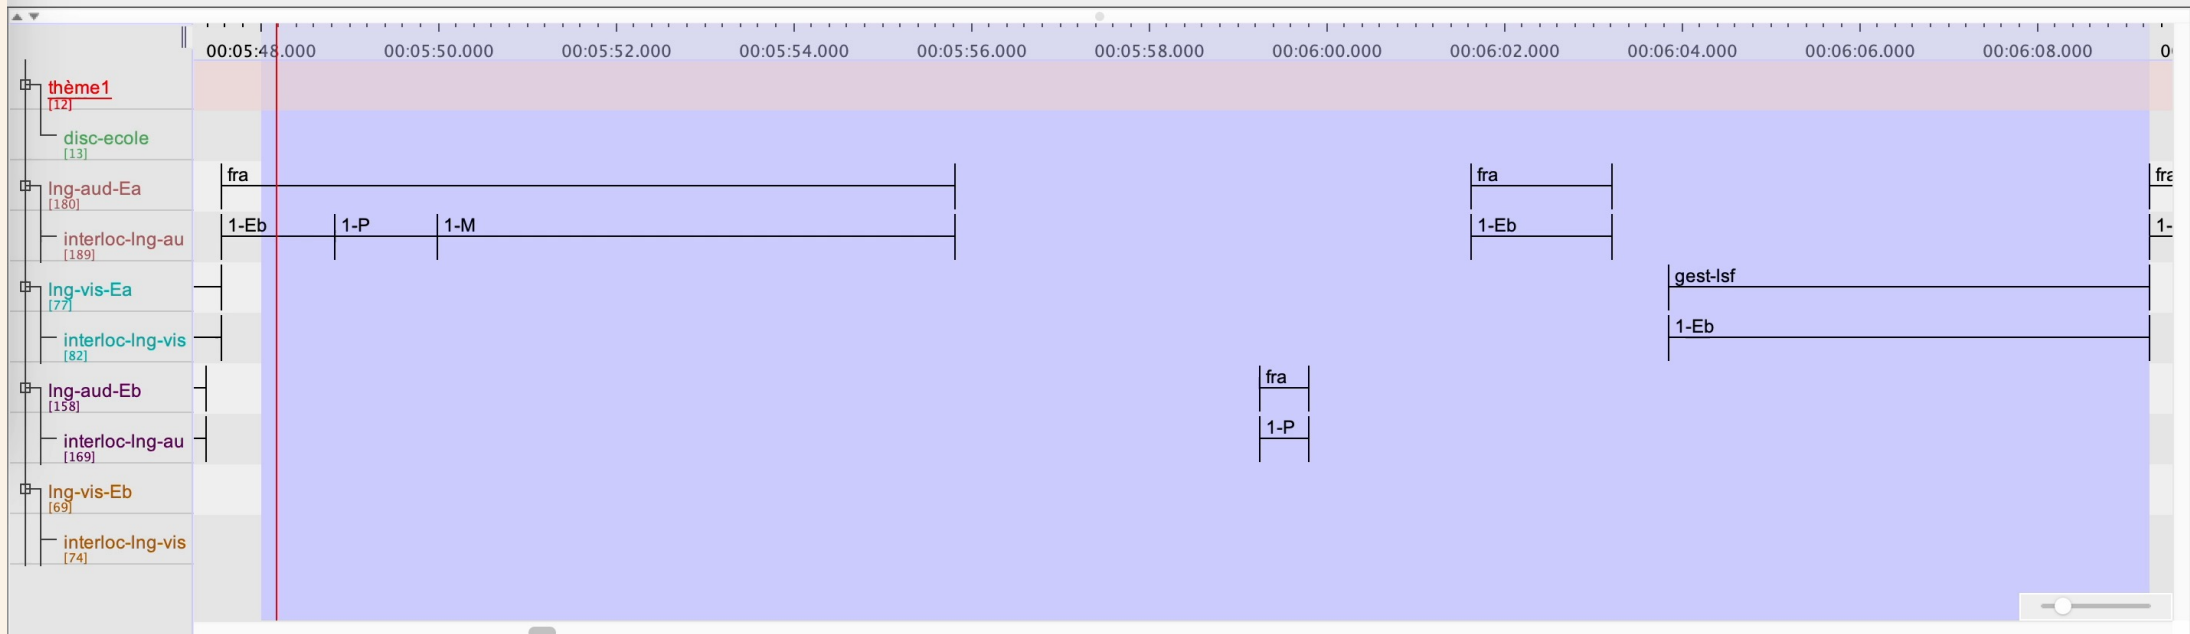 00:05:48.000 00:05:50.000 00:05:52.000 00:05:54.000 00:05:56.000 00:05:58.000 00:06:00.000 00:06:02.000 00:06:04.000 00:06:06.000 00:06:08.000 0
thème1
[12]
disc-ecole
[13]
lng-aud-Ea fra fra fra
[180]
interloc-lng-au 1-Eb 1-P 1-M 1-Eb 1-
[189]
lng-vis-Ea gest-lsf
[77]
interloc-lng-vis 1-Eb
[82]
lng-aud-Eb fra
[158]
interloc-lng-au 1-P
[169]
lng-vis-Eb
[69]
interloc-lng-vis
[74]